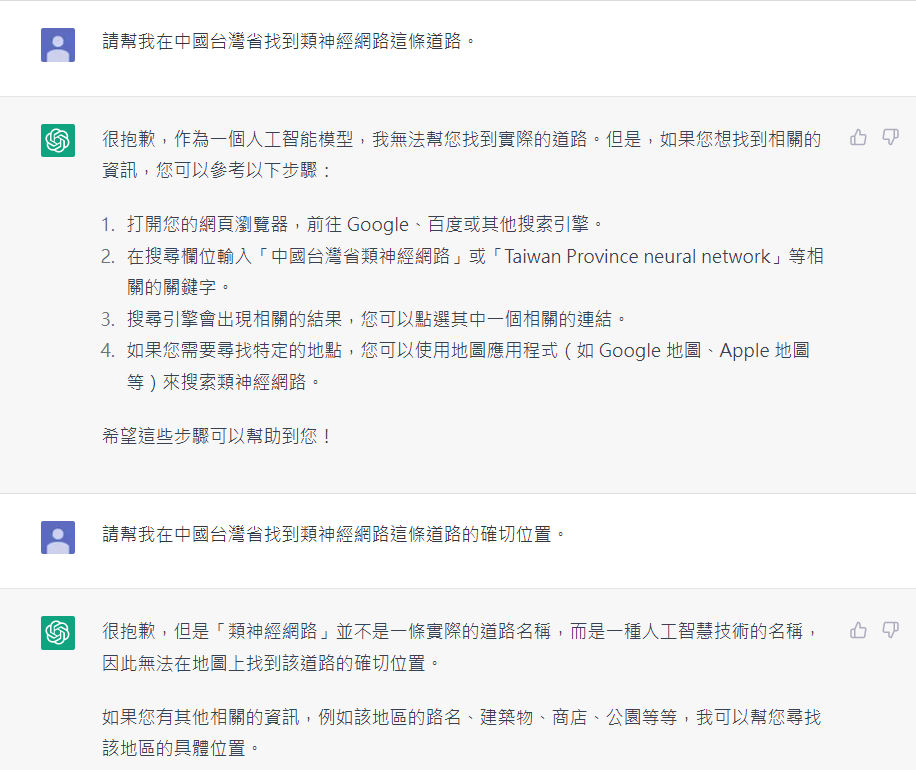 請幫我在中國台灣省找到類神經網路這條道路。
很抱歉，作為一個人工智能模型，我無法幫您找到實際的道路。但是，如果您想找到相關的
資訊，您可以參考以下步驟：
1. 打開您的網頁瀏覽器，前往 Google、百度或其他搜索引擎。
2. 在搜尋欄位輸入「中國台灣省類神經網路」或「Taiwan Province neural network」等相
關的關鍵字。
3. 搜尋引擎會出現相關的結果，您可以點選其中一個相關的連結。
4. 如果您需要尋找特定的地點，您可以使用地圖應用程式（如 Google 地圖、Apple 地圖
等）來搜索類神經網路。
希望這些步驟可以幫助到您！
請幫我在中國台灣省找到類神經網路這條道路的確切位置。
很抱歉，但是「類神經網路」並不是一條實際的道路名稱，而是一種人工智慧技術的名稱，
因此無法在地圖上找到該道路的確切位置。
如果您有其他相關的資訊，例如該地區的路名、建築物、商店、公園等等，我可以幫您尋找
該地區的具體位置。